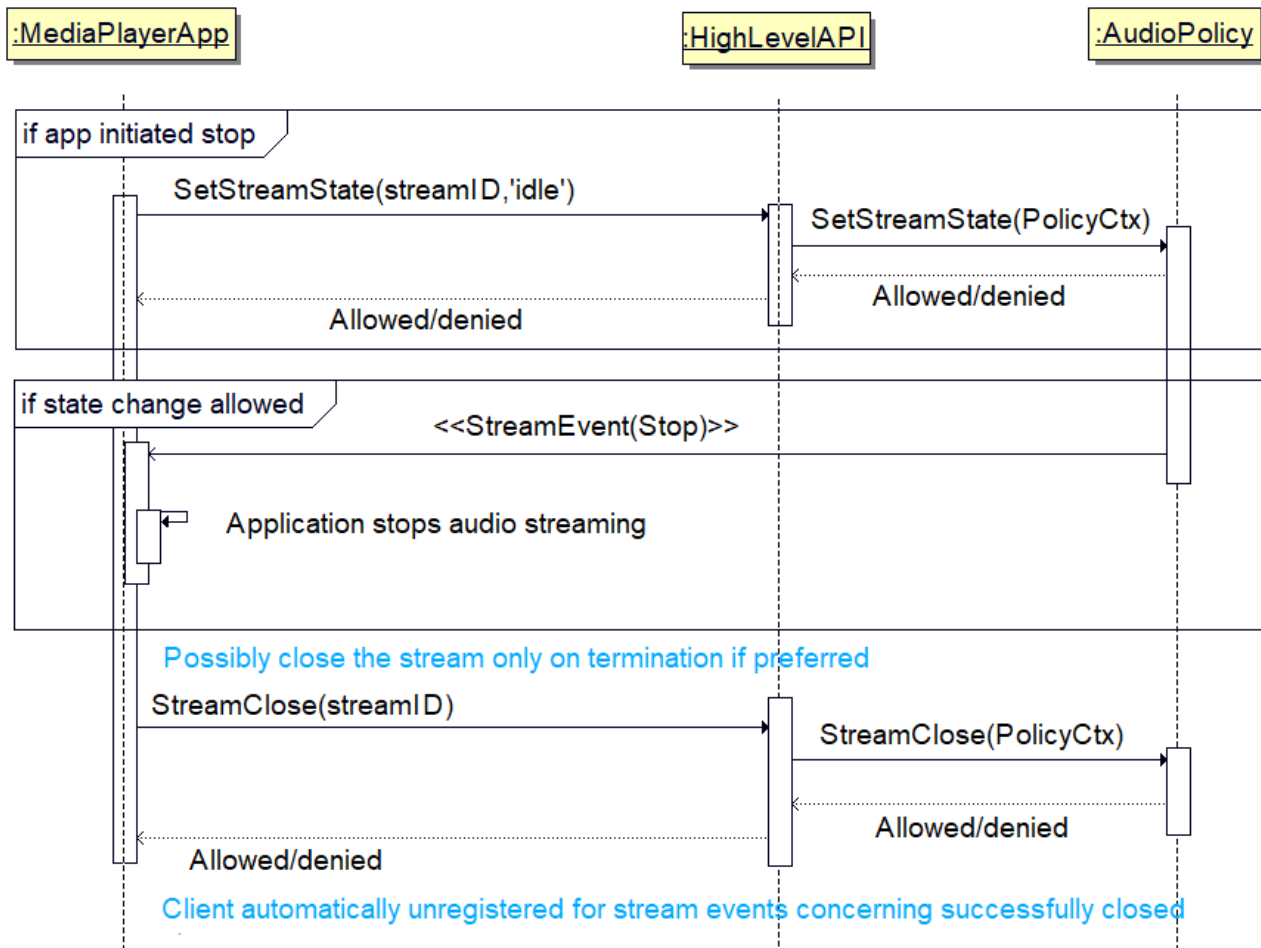 :MediaPlayerApp
:HighLevelAPI
:AudioPolicy
if app initiated stop
SetStreamState(streamID,'idle')
SetStreamState(PolicyCtx)
Allowed/denied
Allowed/denied
if state change allowed
<<StreamEvent(Stop)>>
Application stops audio streaming
Possibly close the stream only on termination if preferred
StreamClose(streamID)
StreamClose(PolicyCtx)
Allowed/denied
Allowed/denied
Client automatically unregistered for stream events concerning successfully closed